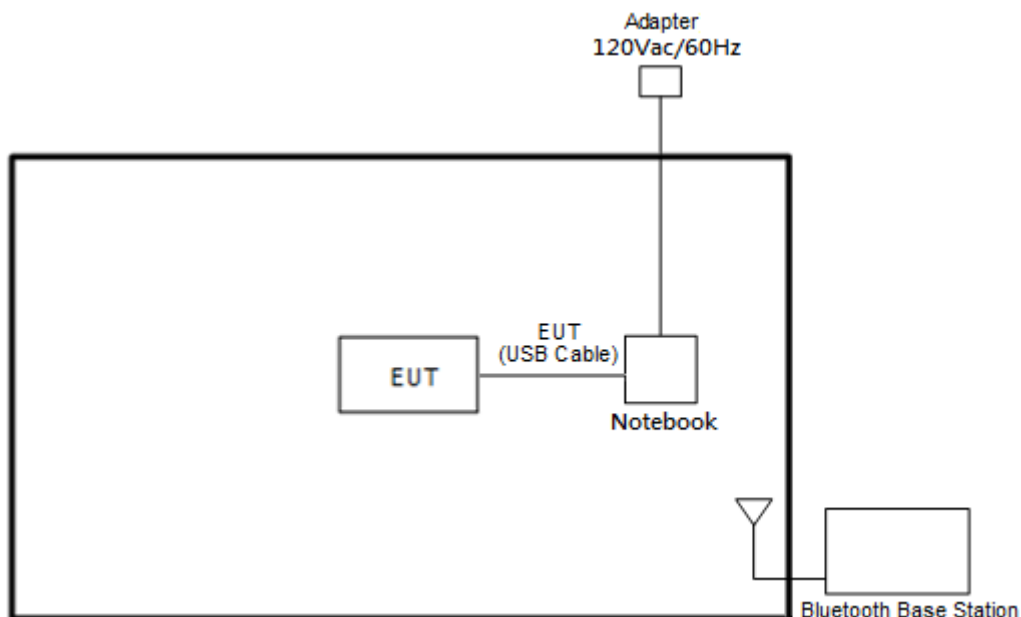 Adapter
120Vac/60Hz
EUT
(USB Cable)
EUT
Notebook
Bluetooth Base Station